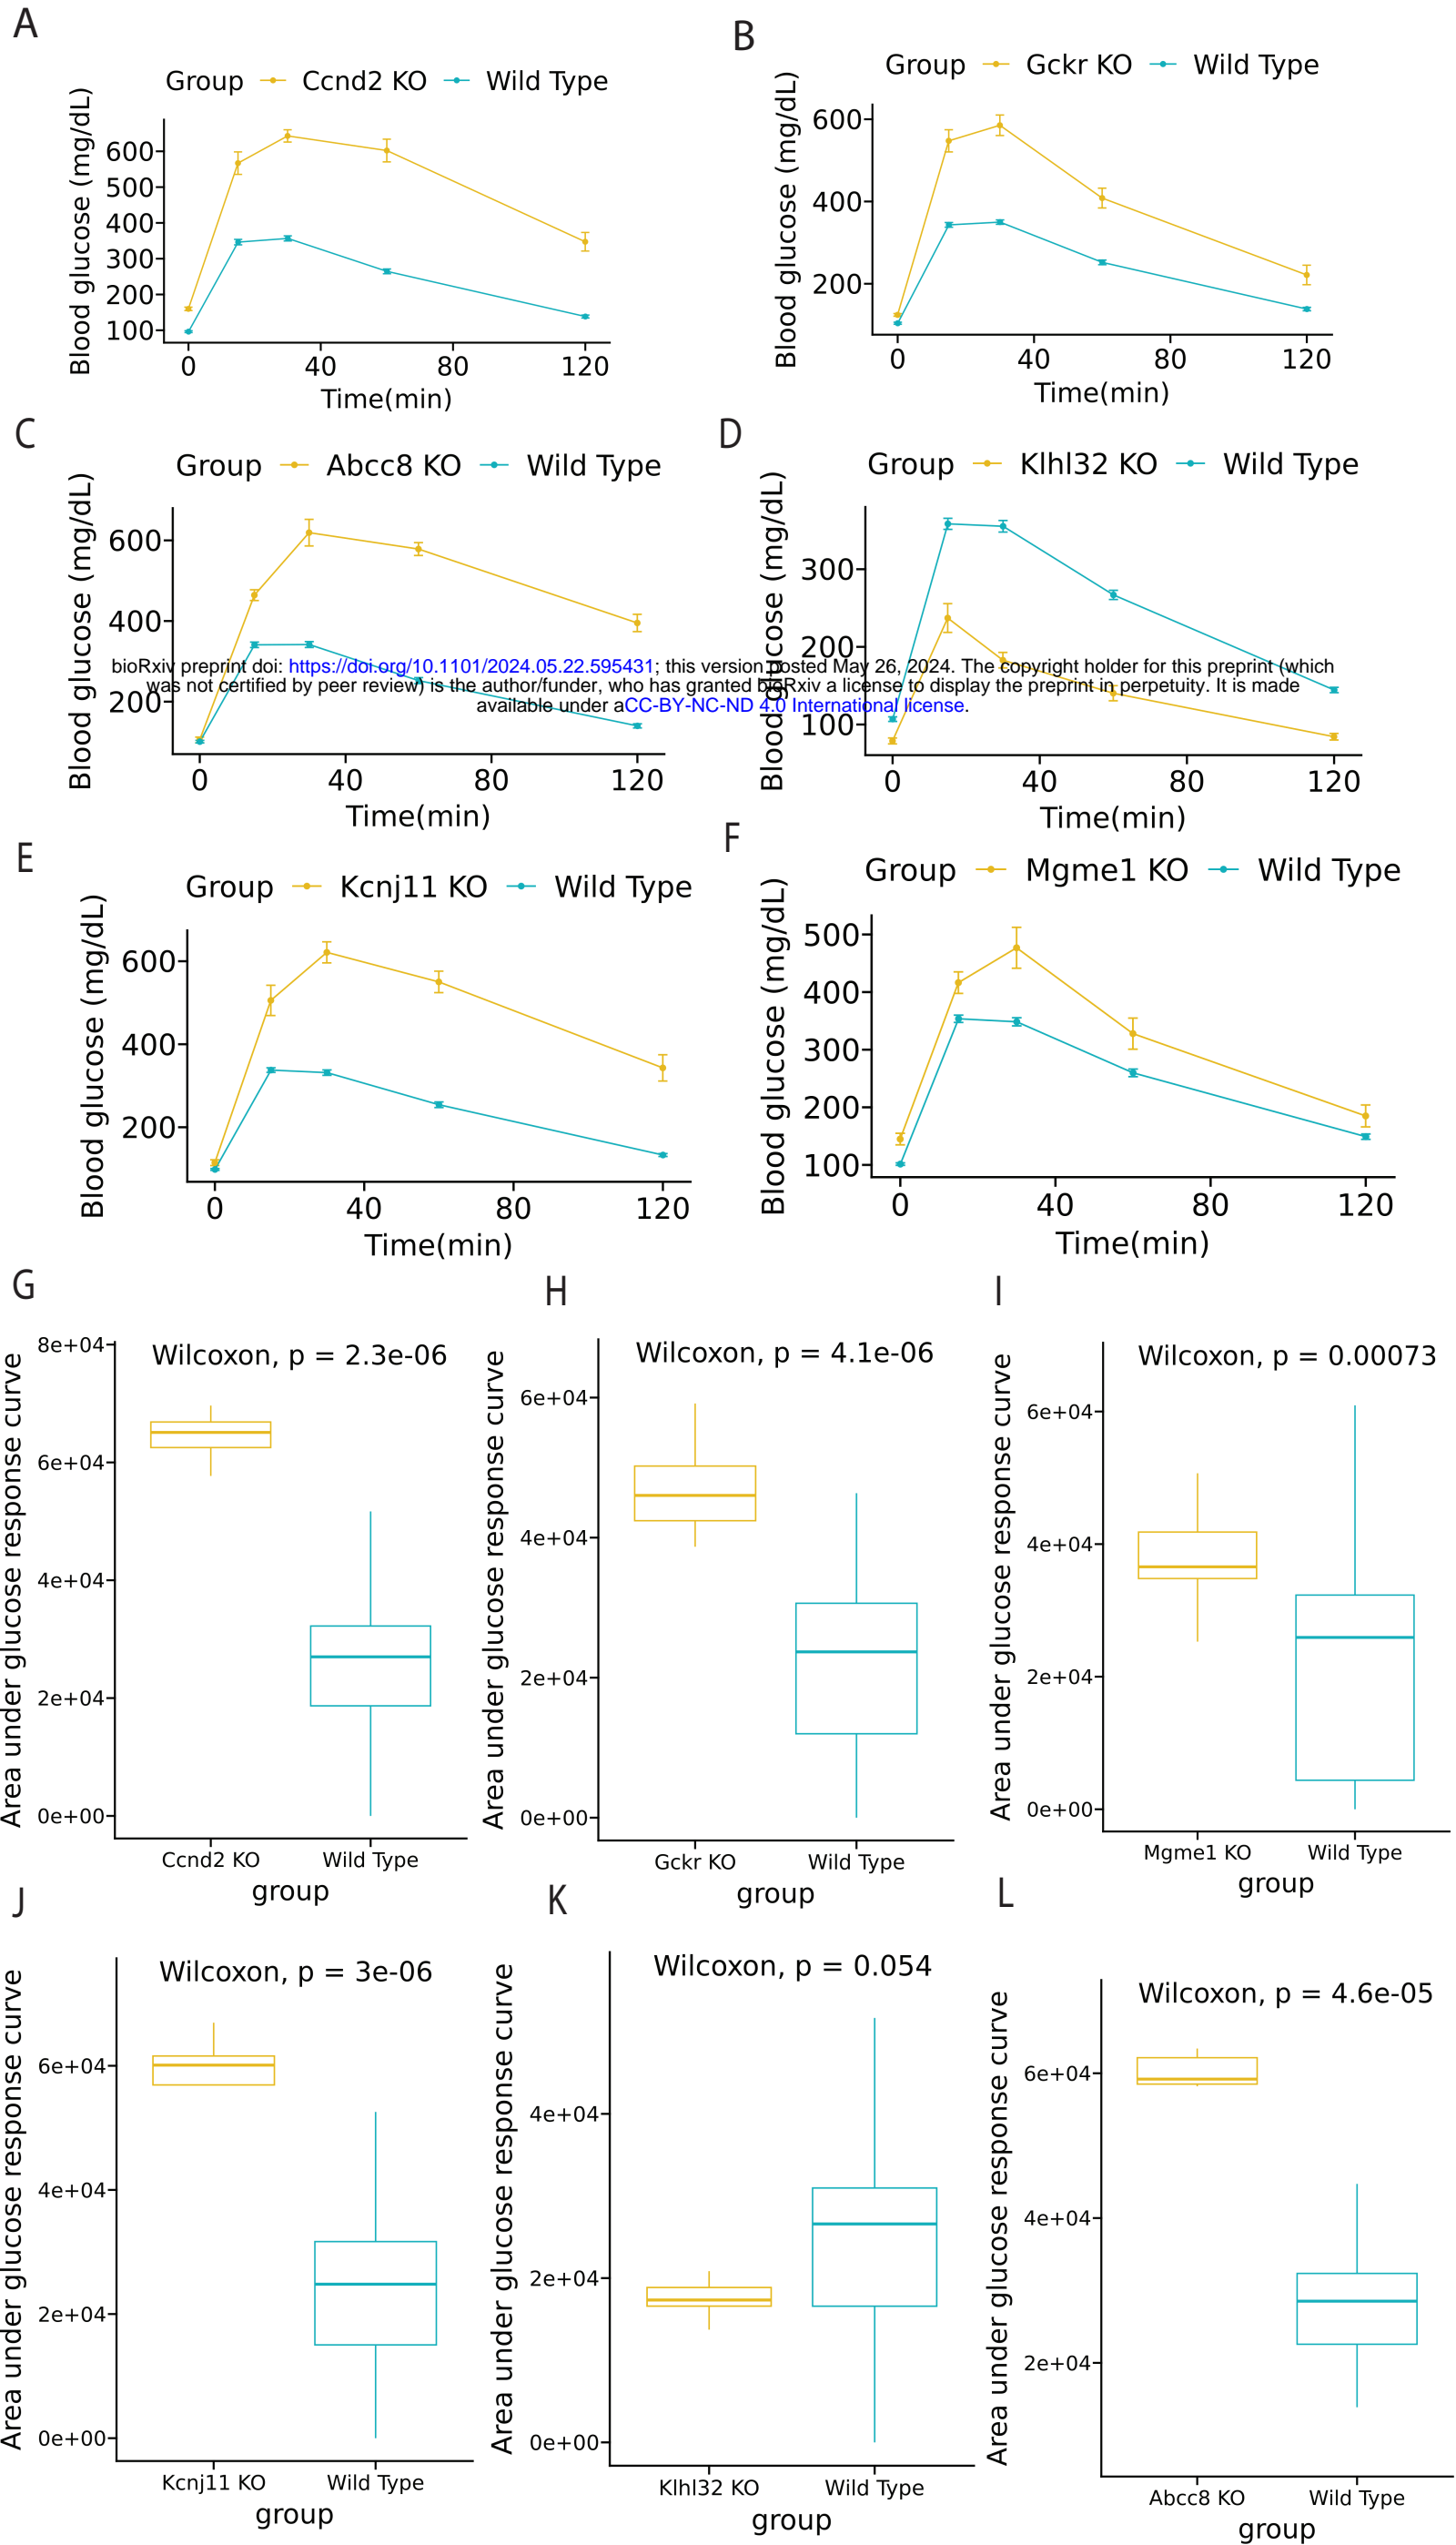 A
Group Ccnd2 KO Wild Type
Blood glucose (mg/dL)
600
500
400
300
200
100
0 40 80 120
Time(min)
B
Group Gckr KO Wild Type
Blood glucose (mg/dL)
600
400
200
0 40 80 120
Time(min)
C
Group Abcc8 KO Wild Type
Blood glucose (mg/dL)
600
400
200
0 40 80 120
Time(min)
D
Group Klhl32 KO Wild Type
Blood glucose (mg/dL)
300
200
100
0 40 80 120
Time(min)
bioRxiv preprint doi: https://doi.org/10.1101/2024.05.22.595431; this version posted May 26, 2024. The copyright holder for this preprint (which
was not certified by peer review) is the author/funder, who has granted bioRxiv a license to display the preprint in perpetuity. It is made
available under aCC-BY-NC-ND 4.0 International license.
E
Group Kcnj11 KO Wild Type
Blood glucose (mg/dL)
600
400
200
0 40 80 120
Time(min)
F
Group Mgme1 KO Wild Type
Blood glucose (mg/dL)
500
400
300
200
100
0 40 80 120
Time(min)
G
Wilcoxon, p = 2.3e-06
Area under glucose response curve
8e+04
6e+04
4e+04
2e+04
0e+00
Ccnd2 KO Wild Type
group
H
Wilcoxon, p = 4.1e-06
Area under glucose response curve
6e+04
4e+04
2e+04
0e+00
Gckr KO Wild Type
group
I
Wilcoxon, p = 0.00073
Area under glucose response curve
6e+04
4e+04
2e+04
0e+00
Mgme1 KO Wild Type
group
J
Wilcoxon, p = 3e-06
Area under glucose response curve
6e+04
4e+04
2e+04
0e+00
Kcnj11 KO Wild Type
group
K
Wilcoxon, p = 0.054
Area under glucose response curve
4e+04
2e+04
0e+00
Klhl32 KO Wild Type
group
L
Wilcoxon, p = 4.6e-05
Area under glucose response curve
6e+04
4e+04
2e+04
Abcc8 KO Wild Type
group